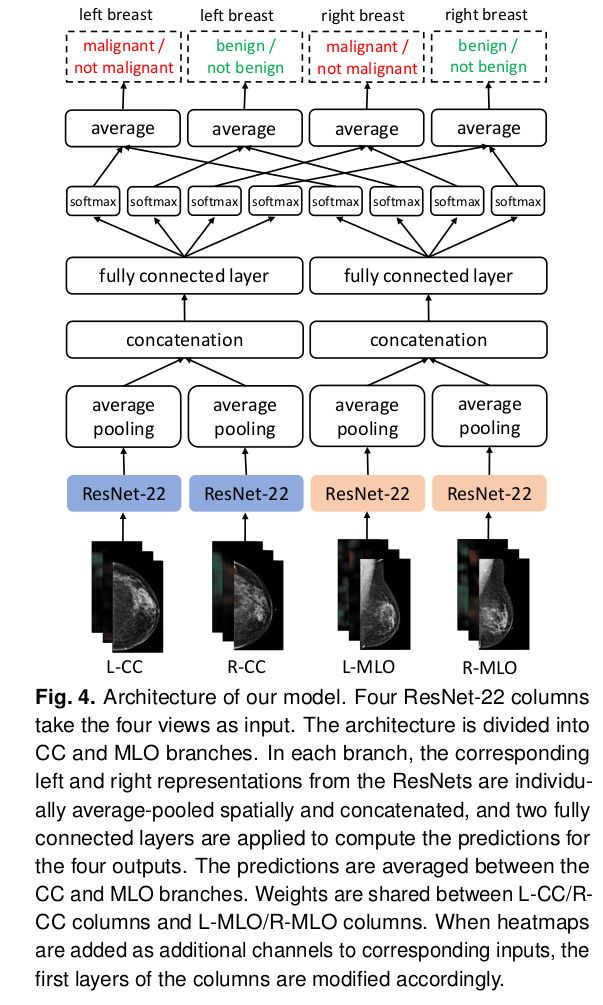 left breast left breast right breast right breast
malignant / benign / malignant / benign /
not malignant not benign not malignant not benign
average average average average
softmax softmax softmax softmax softmax softmax softmax softmax
fully connected layer fully connected layer
concatenation concatenation
average average average average
pooling pooling pooling pooling
ResNet-22 ResNet-22 ResNet-22 ResNet-22
L-CC R-CC L-MLO R-MLO
Fig. 4. Architecture of our model. Four ResNet-22 columns
take the four views as input. The architecture is divided into
CC and MLO branches. In each branch, the corresponding
left and right representations from the ResNets are individu-
ally average-pooled spatially and concatenated, and two fully
connected layers are applied to compute the predictions for
the four outputs. The predictions are averaged between the
CC and MLO branches. Weights are shared between L-CC/R-
CC columns and L-MLO/R-MLO columns. When heatmaps
are added as additional channels to corresponding inputs, the
first layers of the columns are modified accordingly.